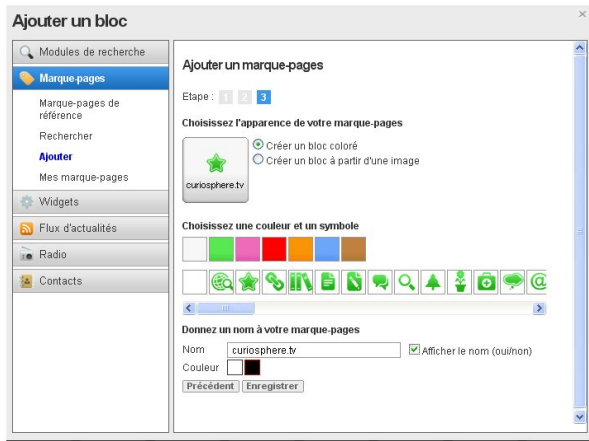 Ajouter un bloc
Modules de recherche
Marque-pages
Marque-pages de
référence
Rechercher
Ajouter
Mes marque-pages
Widgets
Flux d'actualités
Radio
Contacts
Ajouter un marque-pages
Etape : 1 2 3
Choisissez l'apparence de votre marque-pages
curiosphere.tv
Créer un bloc coloré
Créer un bloc à partir d'une image
Choisissez une couleur et un symbole
Donnez un nom à votre marque-pages
Nom curiosphere.tv Afficher le nom (oui/non)
Couleur
Précédent Enregistrer